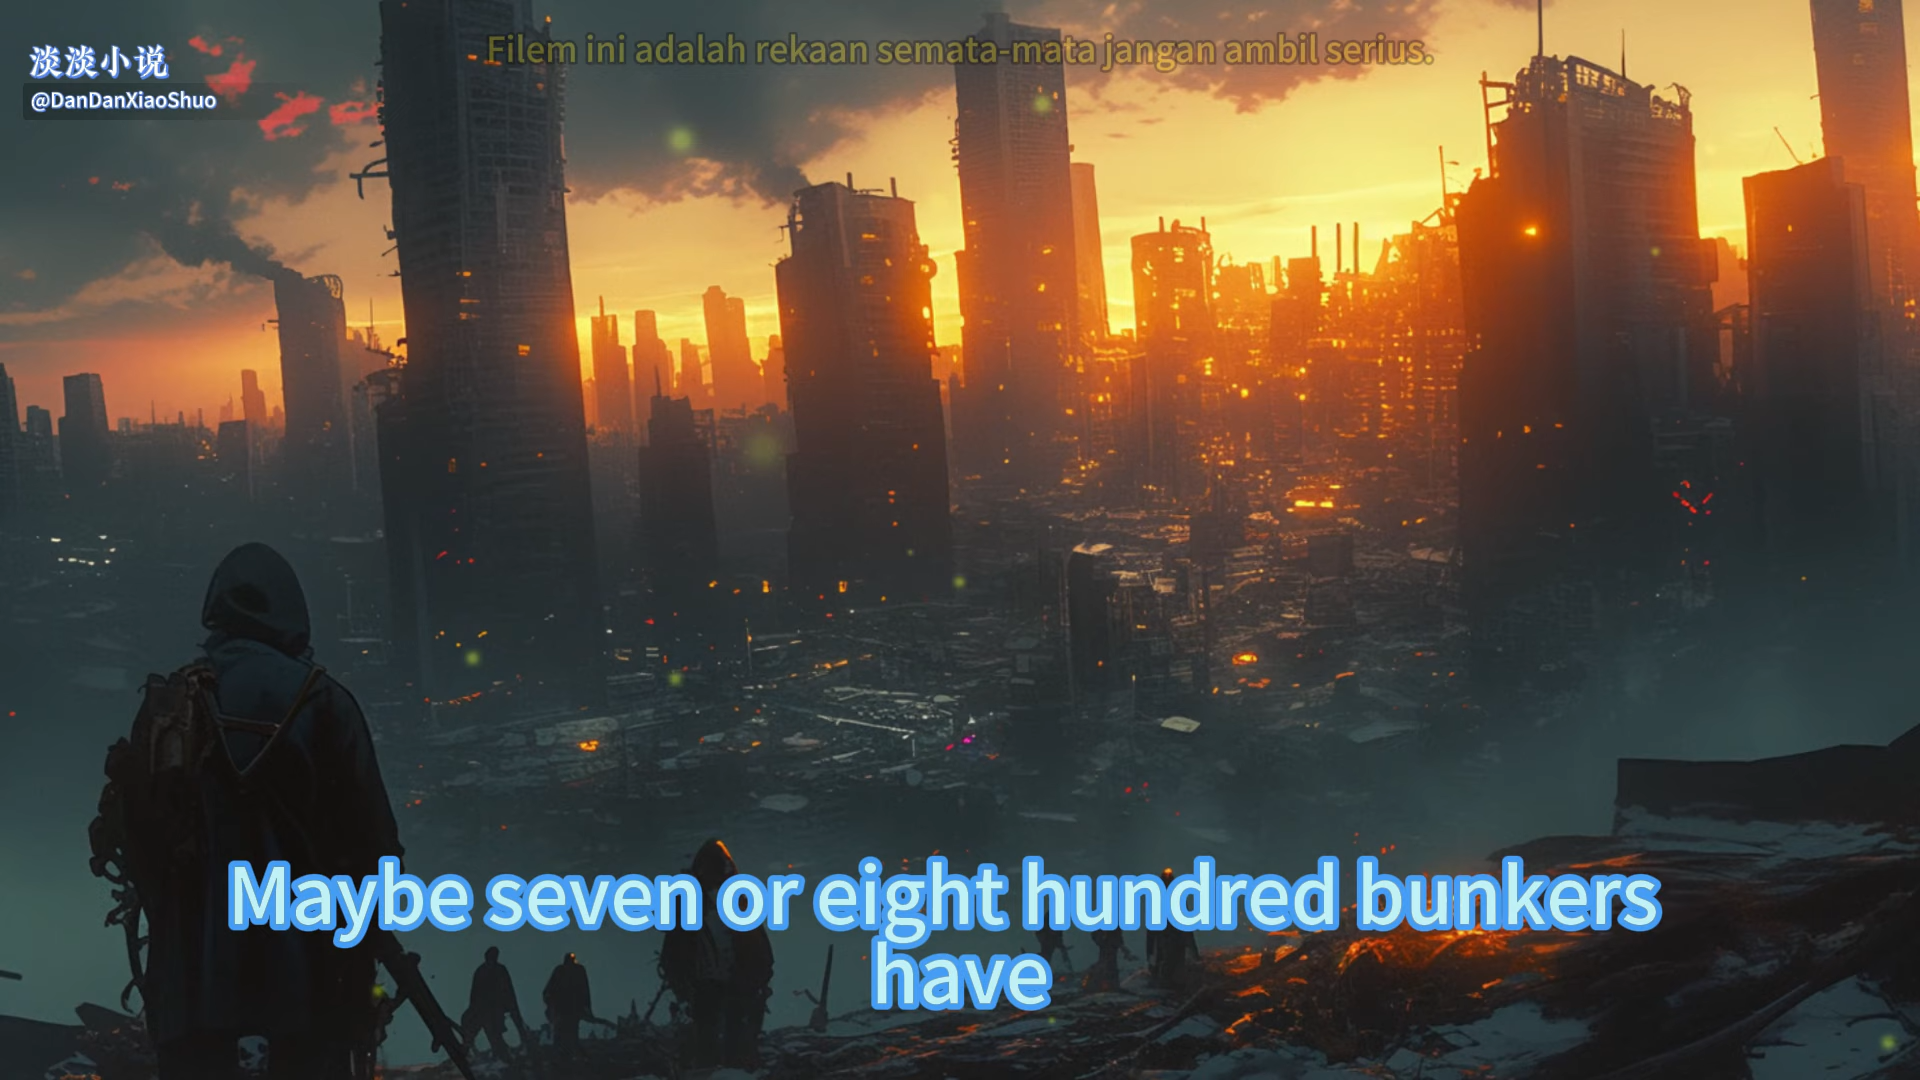 淡淡小说
@DanDanXiaoShuo
Filem ini adalah rekaan semata-mata jangan ambil serius.
Maybe seven or eight hundred bunkers
have